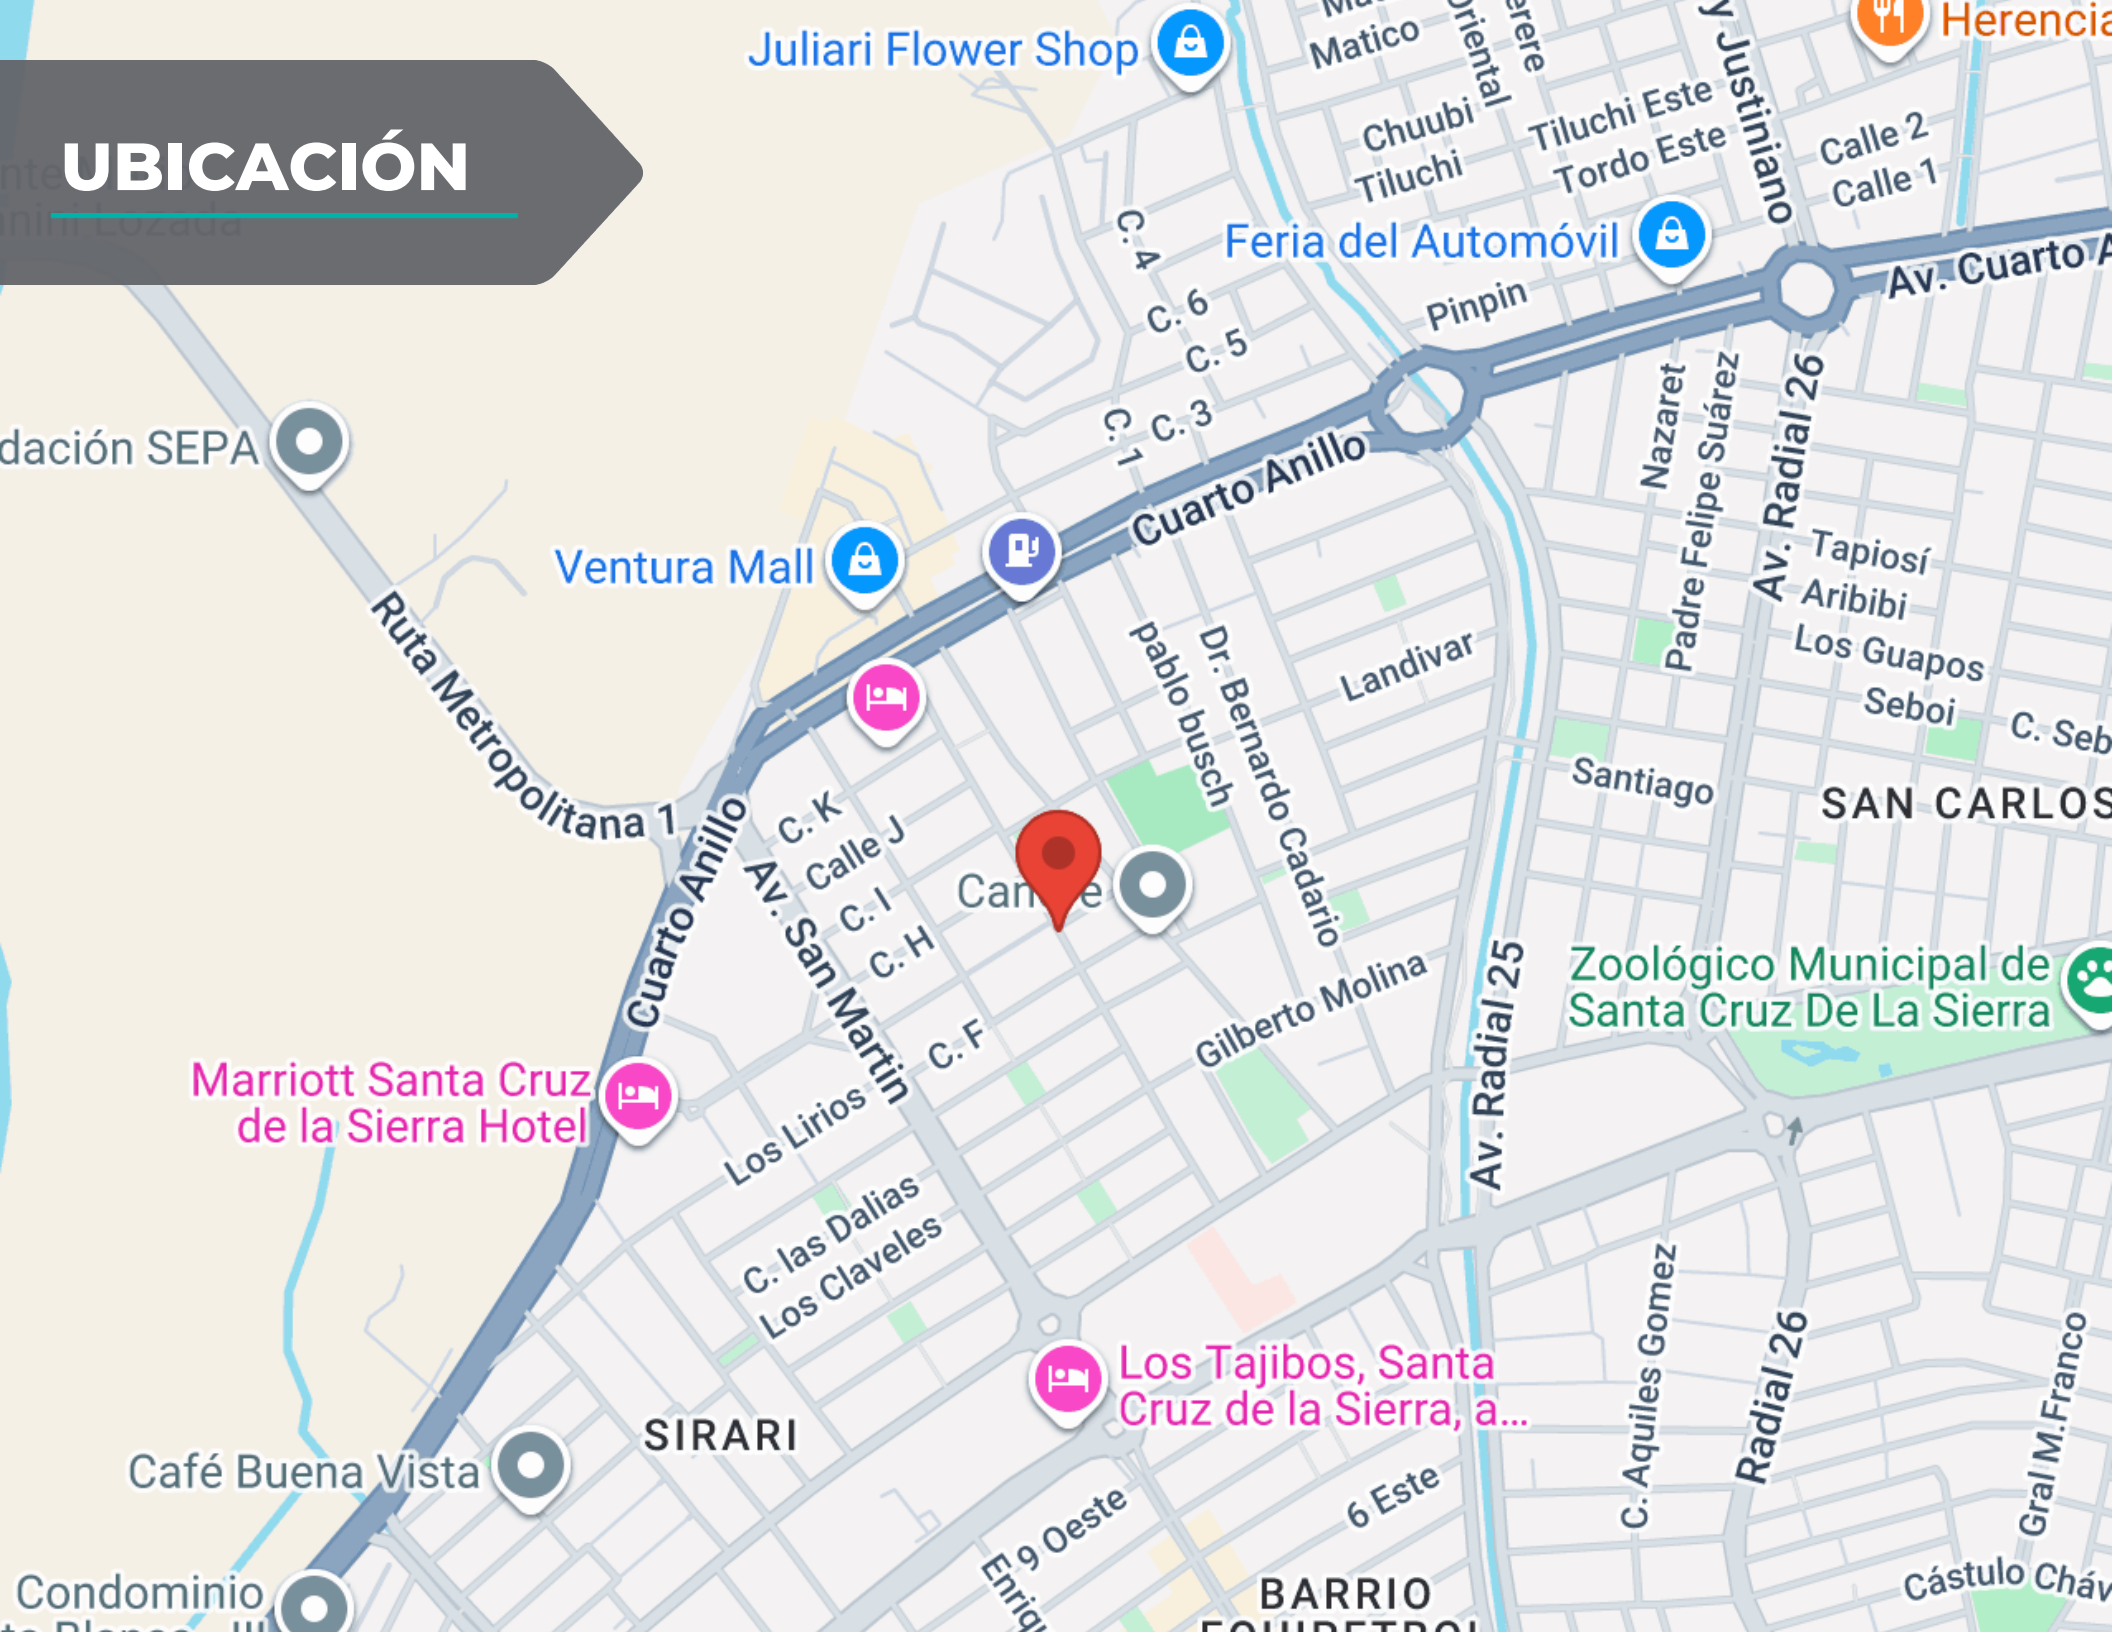 Juliari Flower Shop
Matico
Oriental
Herencia
y Justiniano
UBICACIÓN
Chuubi
Tiluchi Este
Calle 2
Tiluchi
Tordo Este
Calle 1
anini Lozada
C. 4
Feria del Automóvil
Av. Cuarto A
C. 6
Pinpin
C. 5
Nazaret
Padre Felipe Suárez
Av. Radial 26
C. 3
C. 1
dación SEPA
Cuarto Anillo
Ventura Mall
Tapiosí
Aribibi
Ruta Metropolitana 1
pablo busch
Dr. Bernardo Cadario
Landivar
Los Guapos
Seboi
C. Seb
Santiago
SAN CARLOS
C. K
Calle J
Cuarto Anillo
Av. San Martin
C. I
C. H
Zoológico Municipal de
Santa Cruz De La Sierra
Gilberto Molina
Av. Radial 25
C. F
Marriott Santa Cruz
de la Sierra Hotel
Los Lirios
C. las Dalias
Los Claveles
C. Aquiles Gomez
Radial 26
Gral M.Franco
Los Tajibos, Santa
Cruz de la Sierra, a...
SIRARI
Café Buena Vista
6 Este
9 Oeste
Enriqu
Condominio
BARRIO
Cástulo Cháv